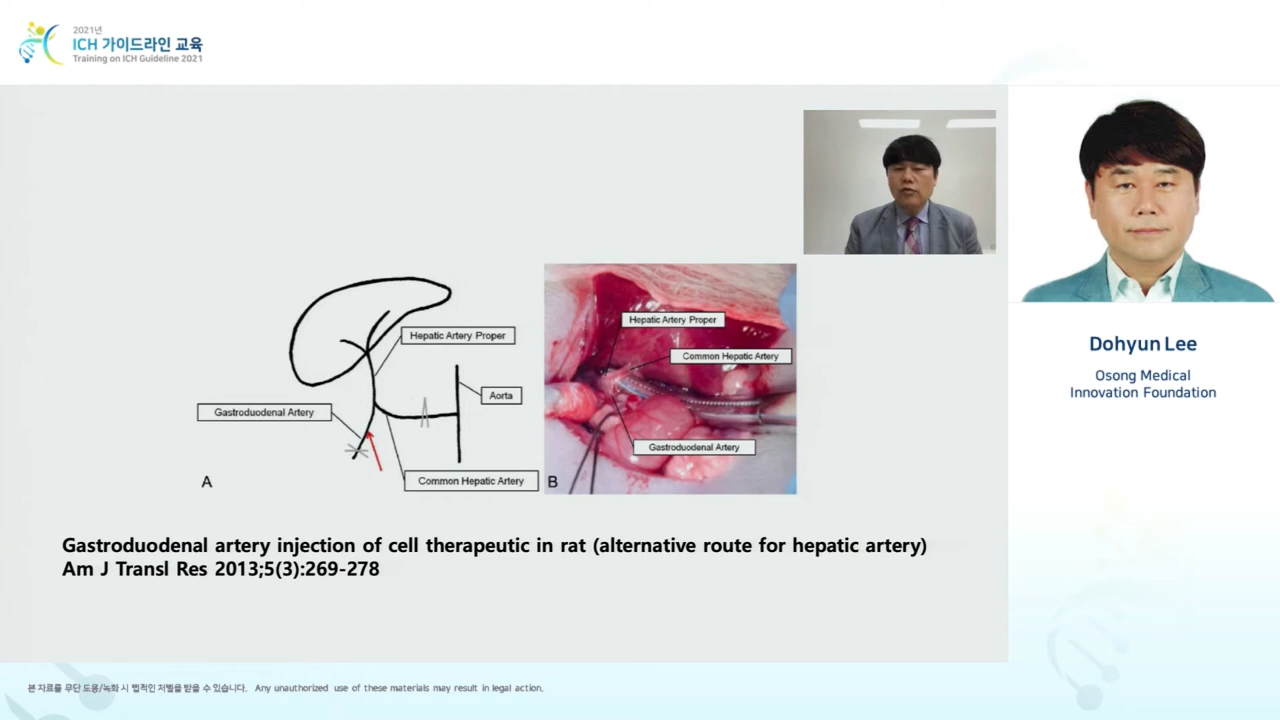 2021년
ICH 가이드라인 교육
Training on ICH Guideline 2021
Hepatic Artery Proper
Aorta
Gastroduodenal Artery
Common Hepatic Artery
A
Hepatic Artery Proper
Common Hepatic Artery
Gastroduodenal Artery
B
Gastroduodenal artery injection of cell therapeutic in rat (alternative route for hepatic artery)
Am J Transl Res 2013;5(3):269-278
Dohyun Lee
Osong Medical
Innovation Foundation
본 자료를 무단 도용/녹화 시 법적인 처벌을 받을 수 있습니다. Any unauthorized use of these materials may result in legal action.